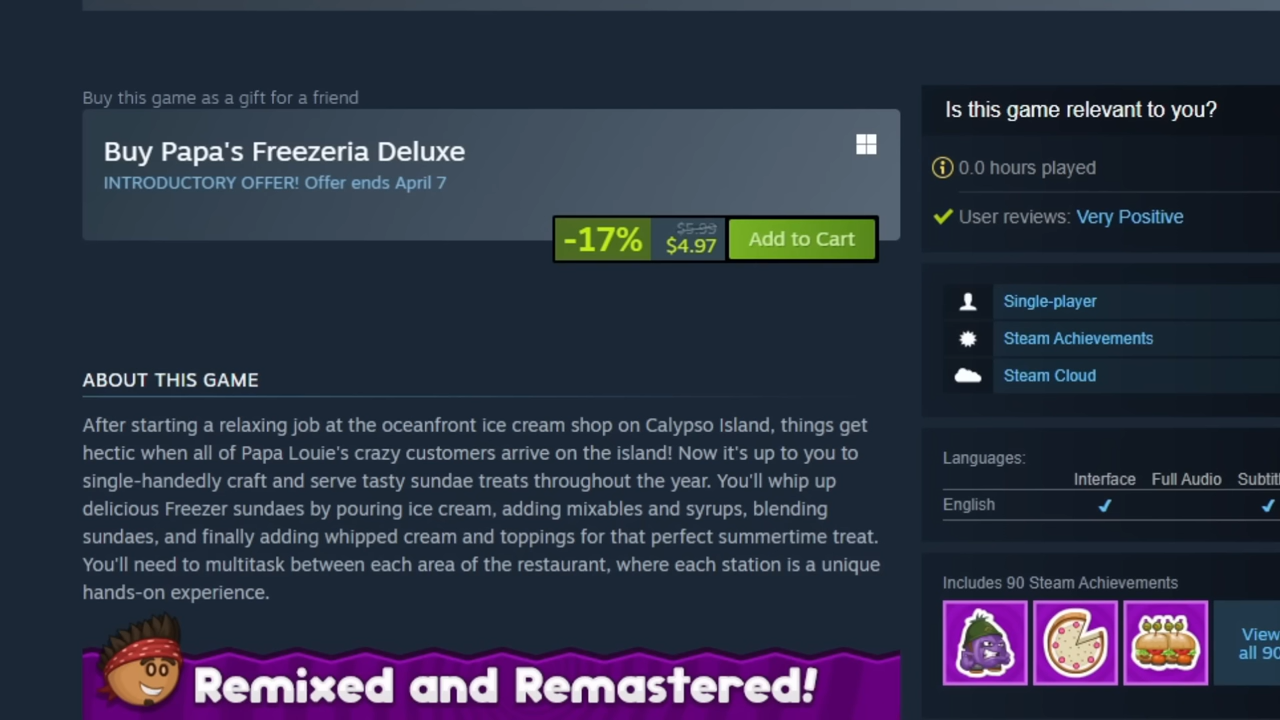 Buy this game as a gift for a friend
Buy Papa's Freezeria Deluxe
INTRODUCTORY OFFER! Offer ends April 7
-17%
$5.99
$4.97
Add to Cart
ABOUT THIS GAME
After starting a relaxing job at the oceanfront ice cream shop on Calypso Island, things get
hectic when all of Papa Louie's crazy customers arrive on the island! Now it's up to you to
single-handedly craft and serve tasty sundae treats throughout the year. You'll whip up
delicious Freezer sundaes by pouring ice cream, adding mixables and syrups, blending
sundaes, and finally adding whipped cream and toppings for that perfect summertime treat.
You'll need to multitask between each area of the restaurant, where each station is a unique
hands-on experience.
Remixed and Remastered!
Is this game relevant to you?
0.0 hours played
User reviews: Very Positive
Single-player
Steam Achievements
Steam Cloud
Languages:
Interface Full Audio Subtit
English
Includes 90 Steam Achievements
View
all 90